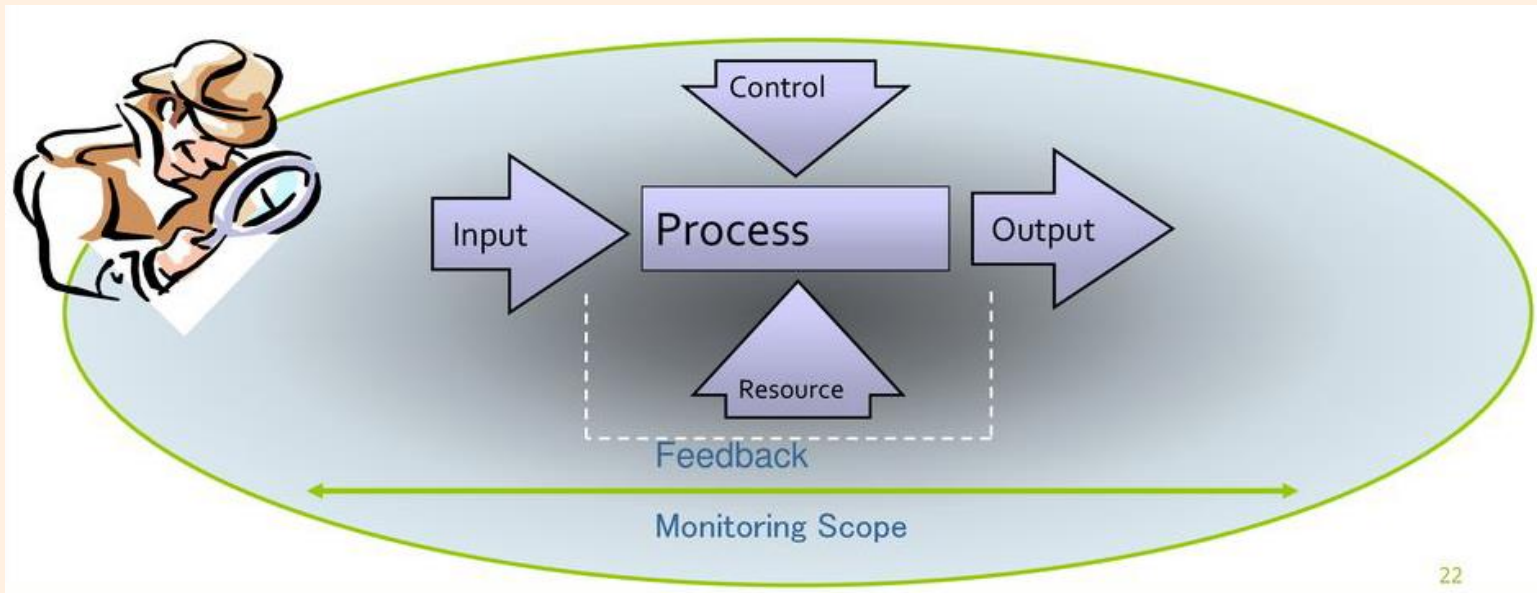 Control
Input
Process
Output
Resource
Feedback
Monitoring Scope
22